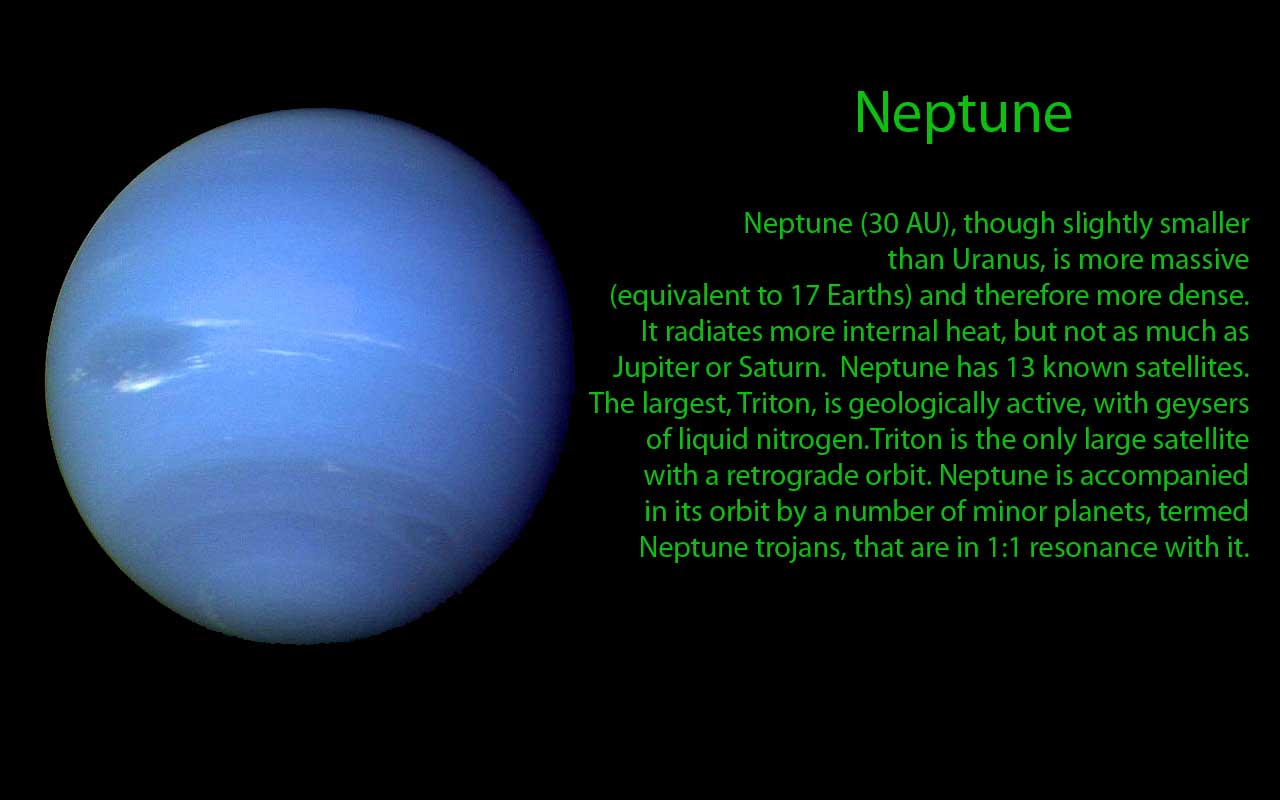 Neptune
Neptune (30 AU), though slightly smaller
than Uranus, is more massive
(equivalent to 17 Earths) and therefore more dense.
It radiates more internal heat, but not as much as
Jupiter or Saturn.  Neptune has 13 known satellites.
The largest, Triton, is geologically active, with geysers
of liquid nitrogen.Triton is the only large satellite
with a retrograde orbit. Neptune is accompanied
in its orbit by a number of minor planets, termed
Neptune trojans, that are in 1:1 resonance with it.